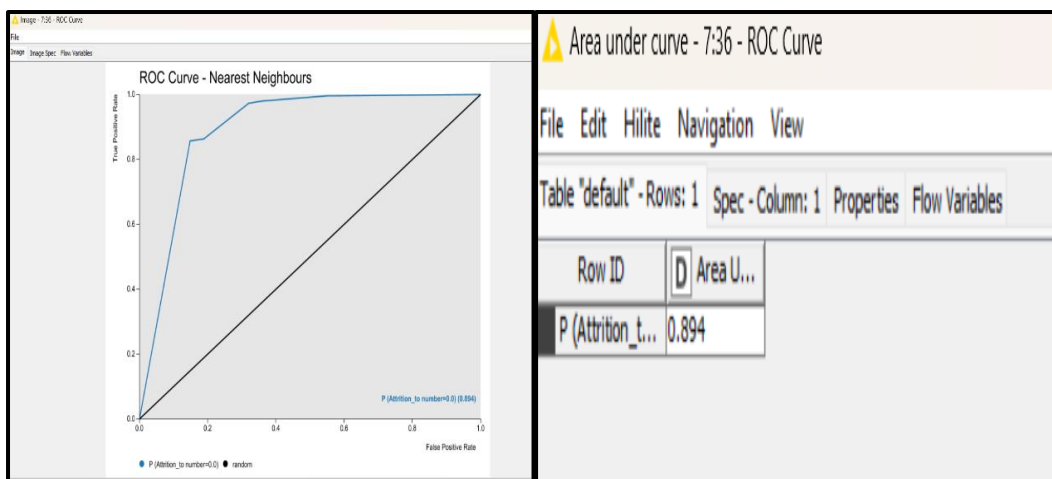 Image - 7:36 - ROC Curve
File
Image Image Spec Flow Variables
ROC Curve - Nearest Neighbours
True Positive Rate
1.0
0.8
0.6
0.4
0.2
0.0
0.0 0.2 0.4 0.6 0.8 1.0
P (Attrition_to number=0.0) (0.894)
False Positive Rate
P (Attrition_to number=0.0) random
Area under curve - 7:36 - ROC Curve
File Edit Hilite Navigation View
Table "default" - Rows: 1 Spec - Column: 1 Properties Flow Variables
Row ID D Area U...
P (Attrition_t... 0.894